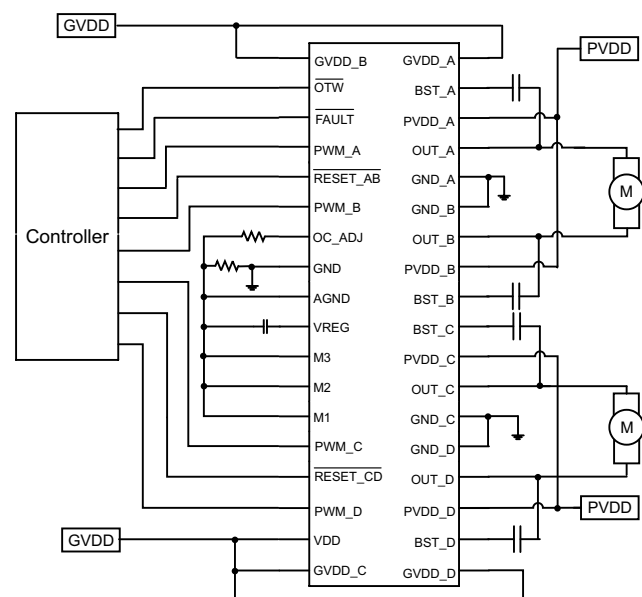 GVDD
PVDD
GVDD_B
GVDD_A
OTW
BST_A
FAULT
PVDD_A
PWM_A
OUT_A
RESET_AB
GND_A
M
PWM_B
GND_B
Controller
OC_ADJ
OUT_B
GND
PVDD_B
AGND
BST_B
VREG
BST_C
M3
PVDD_C
M2
OUT_C
M1
GND_C
M
PWM_C
GND_D
RESET_CD
OUT_D
PWM_D
PVDD_D
PVDD
GVDD
VDD
BST_D
GVDD_C
GVDD_D